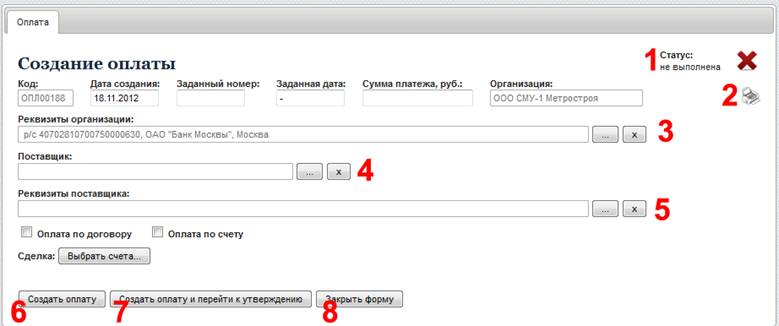 Оплата
Создание оплаты
1 Статус:
не выполнена
Код: Дата создания: Заданный номер: Заданная дата: Сумма платежа, руб.: Организация:
ОПЛ00188 18.11.2012 - ООО СМУ-1 Метростроя
2
Реквизиты организации:
р/с 40702810700750000630, ОАО "Банк Москвы", Москва ... x 3
Поставщик:
... x 4
Реквизиты поставщика:
... x 5
Оплата по договору Оплата по счету
Сделка: Выбрать счета...
Создать оплату Создать оплату и перейти к утверждению Закрыть форму
6 7 8